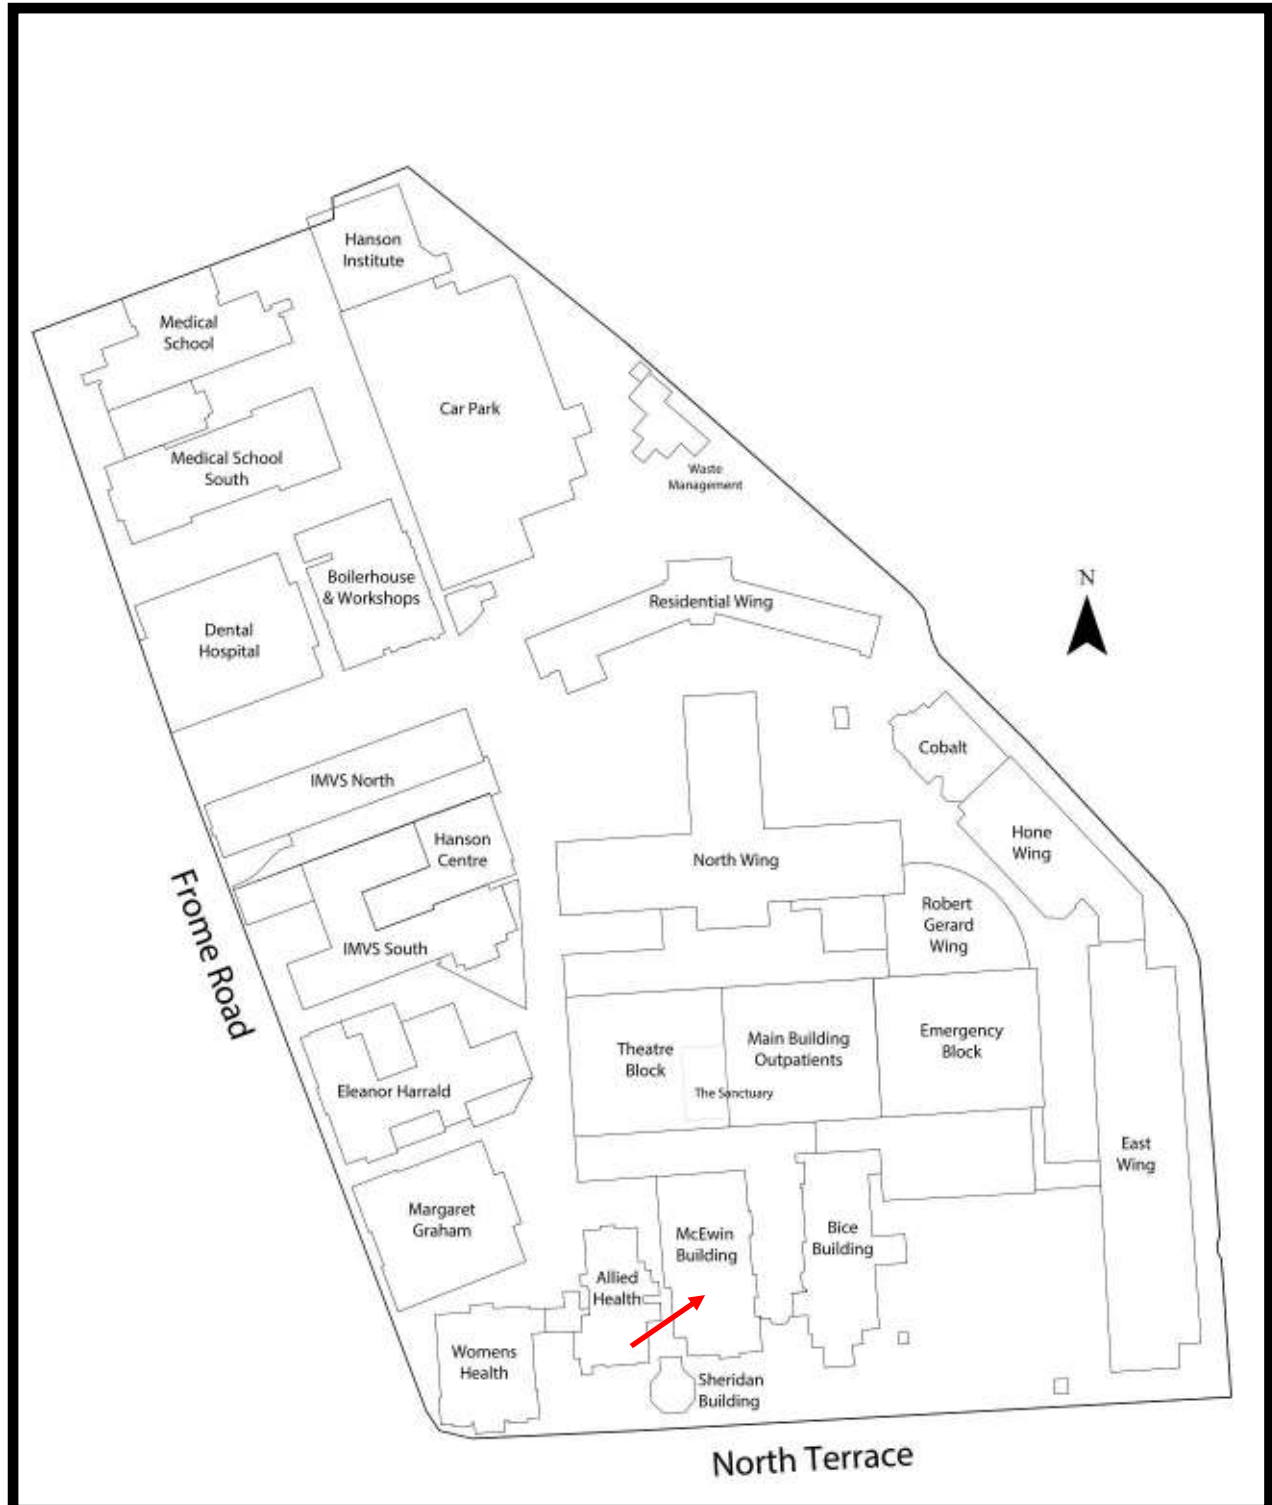 Hanson
Institute
Medical
School
Car Park
Medical School
South
Waste
Management
Boilerhouse
& Workshops
N
Residential Wing
Dental
Hospital
Cobalt
IMVS North
Hone
Wing
Hanson
Centre
North Wing
Robert
Gerard
Wing
Frome Road
IMVS South
Theatre
Block
Main Building
Outpatients
Emergency
Block
The Sanctuary
Eleanor Harrald
East
Wing
Margaret
Graham
McEwin
Building
Bice
Building
Allied
Health
Womens
Health
Sheridan
Building
North Terrace